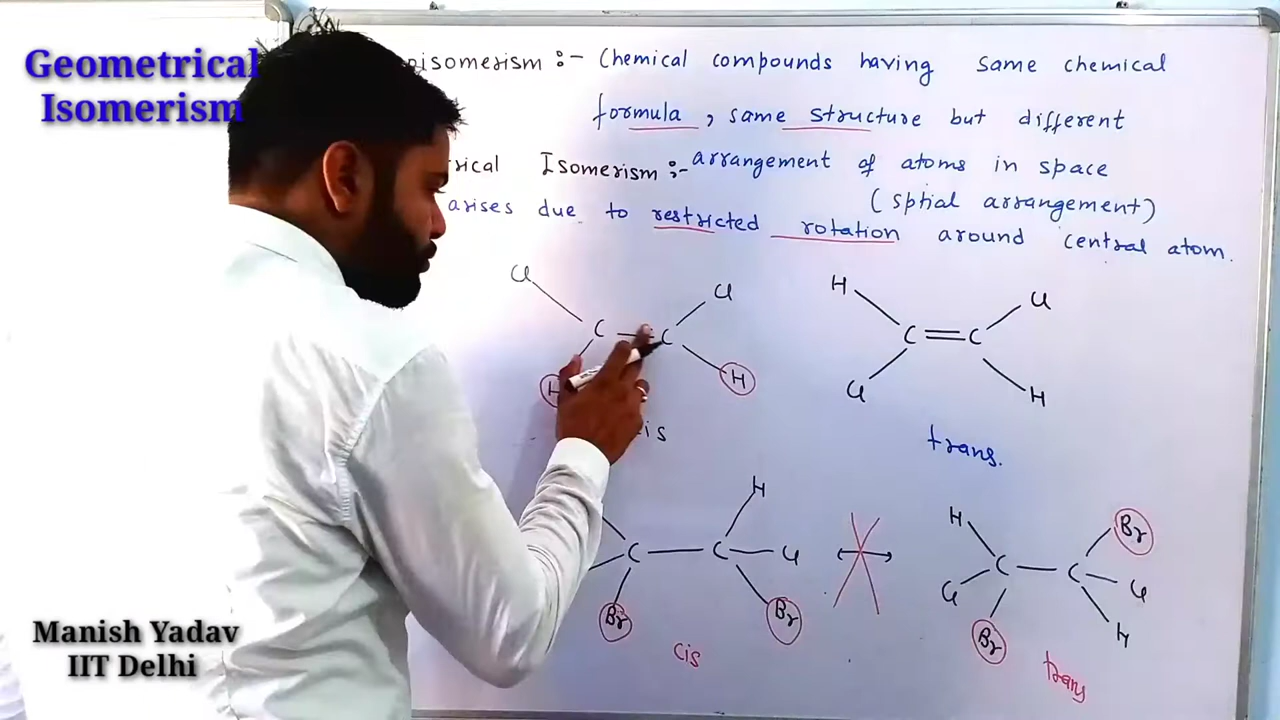 Geometrical
Isomerism
isomerism :- Chemical compounds having same chemical
formula, same structure but different
rical Isomerism :- arrangement of atoms in space
(sptial arrangement)
arises due to restricted rotation around central atom.
Cl Cl H Cl
C C C = C
H H Cl H
is trans.
H H Br
C C Cl C C
Br Br Cl Cl
Br H
cis trans
Manish Yadav
IIT Delhi